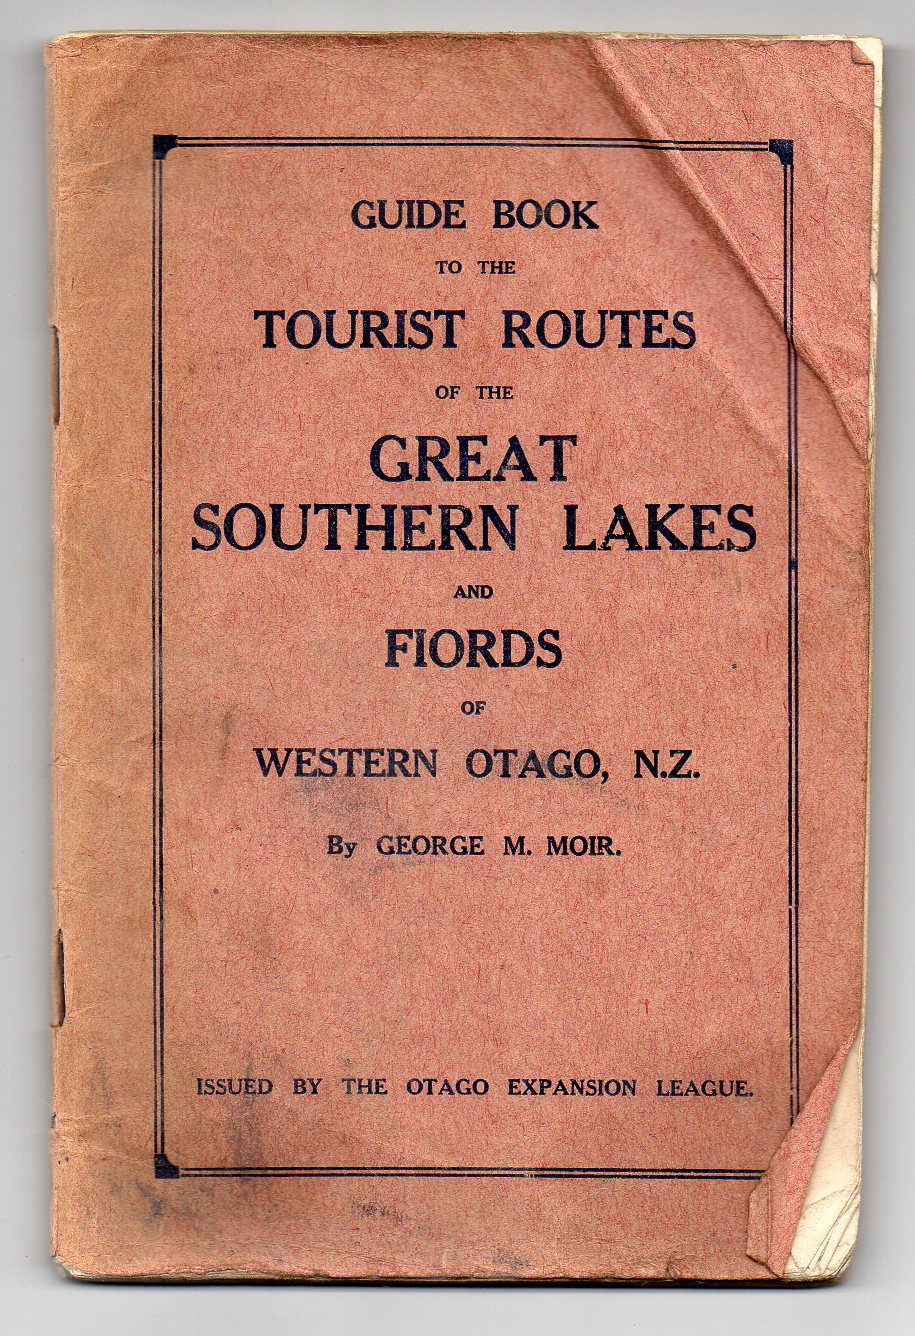 GUIDE BOOK
TO THE
TOURIST ROUTES
OF THE
GREAT
SOUTHERN LAKES
AND
FIORDS
OF
WESTERN OTAGO, N.Z.
By GEORGE M. MOIR.
ISSUED BY THE OTAGO EXPANSION LEAGUE.